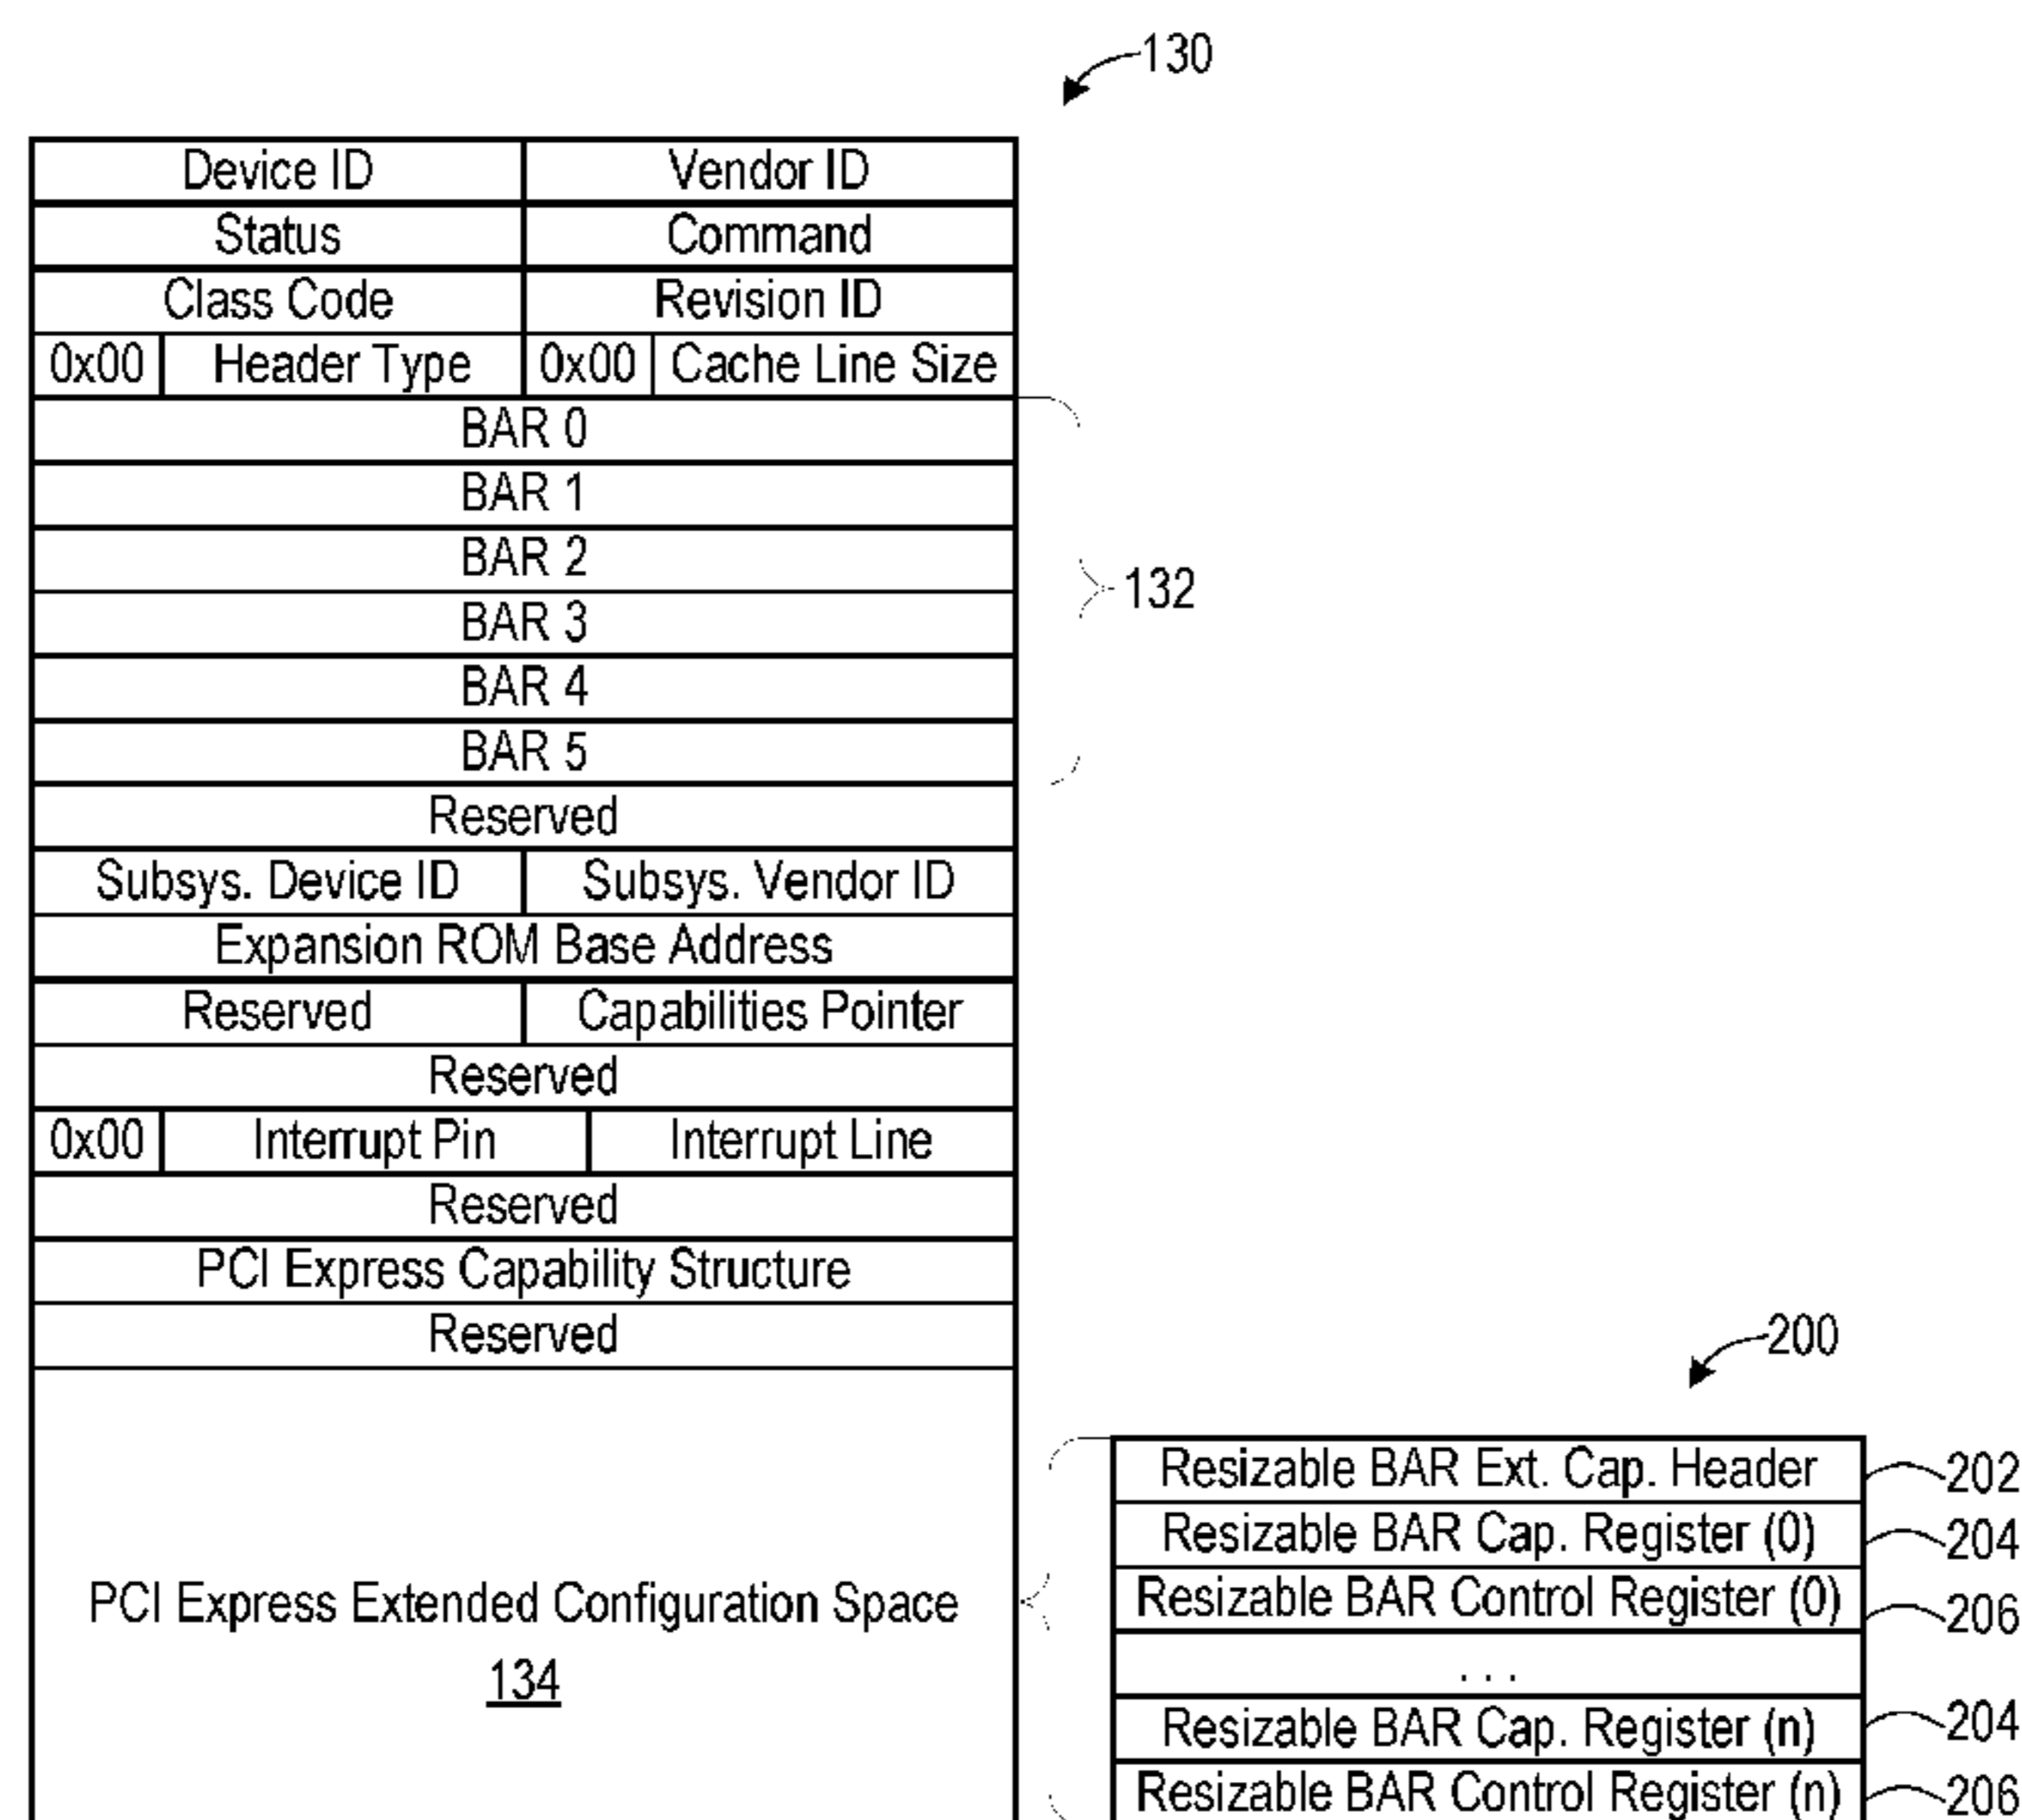 130
Device ID Vendor ID
Status Command
Class Code Revision ID
0x00 Header Type 0x00 Cache Line Size
BAR 0
BAR 1
BAR 2
132
BAR 3
BAR 4
BAR 5
Reserved
Subsys. Device ID Subsys. Vendor ID
Expansion ROM Base Address
Reserved Capabilities Pointer
Reserved
0x00 Interrupt Pin Interrupt Line
Reserved
PCI Express Capability Structure
Reserved
PCI Express Extended Configuration Space
134
200
Resizable BAR Ext. Cap. Header 202
Resizable BAR Cap. Register (0) 204
Resizable BAR Control Register (0) 206
. . .
Resizable BAR Cap. Register (n) 204
Resizable BAR Control Register (n) 206